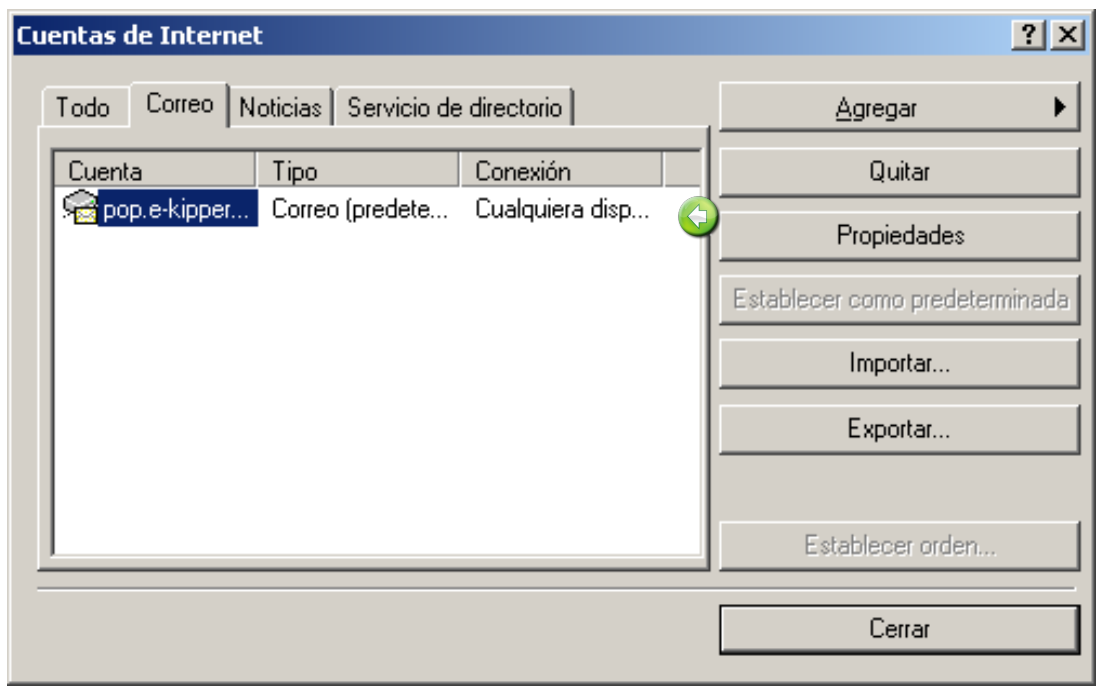 Cuentas de Internet
Todo Correo Noticias Servicio de directorio
Cuenta Tipo Conexión
pop.e-kipper... Correo (predete... Cualquiera disp...
Agregar
Quitar
Propiedades
Establecer como predeterminada
Importar...
Exportar...
Establecer orden...
Cerrar